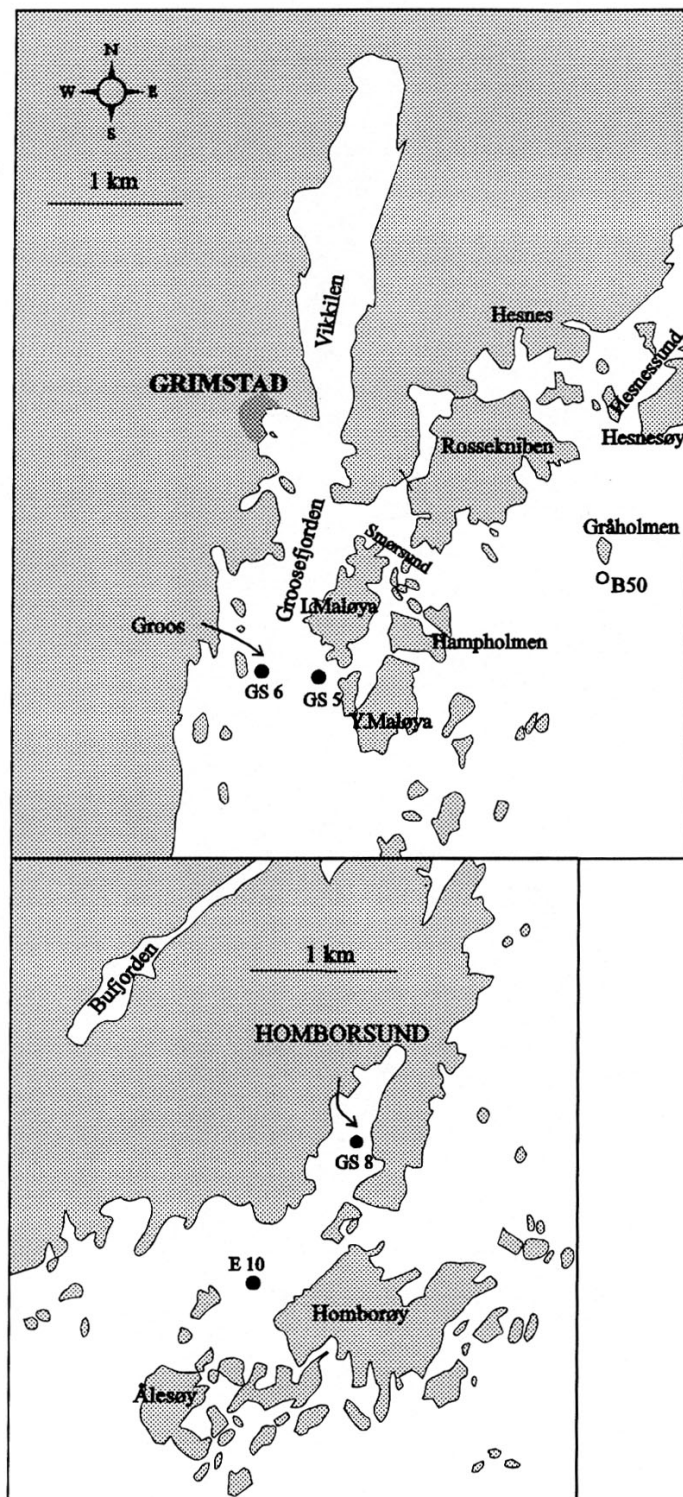 N
W E
S
1 km
Vikkilen
Hesnes
Hesnessund
GRIMSTAD
Hesnesøy
Rossekniben
Groosefjorden
Smørsund
Gråholmen
B50
I.Maløya
Groos
Hampholmen
GS 6
GS 5
Y.Maløya
Bufjorden
1 km
HOMBORSUND
GS 8
E 10
Homborøy
Ålesøy